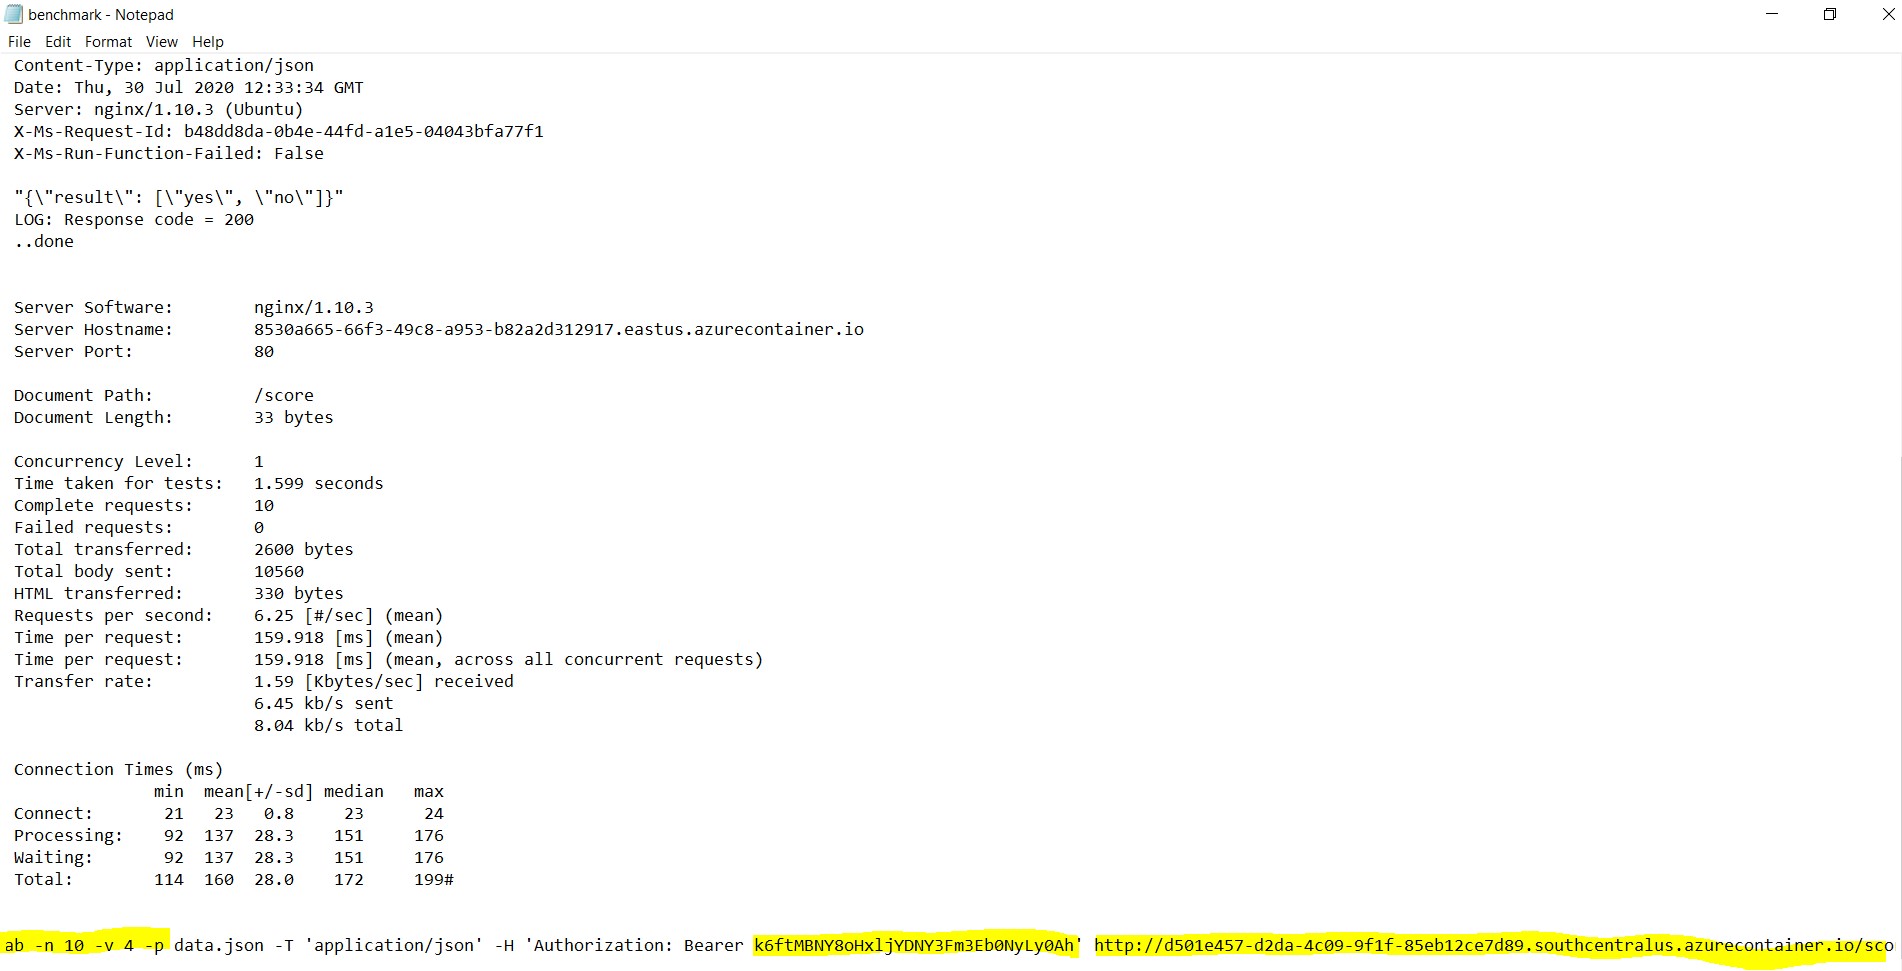 benchmark - Notepad
File Edit Format View Help
Content-Type: application/json
Date: Thu, 30 Jul 2020 12:33:34 GMT
Server: nginx/1.10.3 (Ubuntu)
X-Ms-Request-Id: b48dd8da-0b4e-44fd-a1e5-04043bfa77f1
X-Ms-Run-Function-Failed: False
"{\"result\": [\"yes\", \"no\"]}"
LOG: Response code = 200
..done
Server Software: nginx/1.10.3
Server Hostname: 8530a665-66f3-49c8-a953-b82a2d312917.eastus.azurecontainer.io
Server Port: 80
Document Path: /score
Document Length: 33 bytes
Concurrency Level: 1
Time taken for tests: 1.599 seconds
Complete requests: 10
Failed requests: 0
Total transferred: 2600 bytes
Total body sent: 10560
HTML transferred: 330 bytes
Requests per second: 6.25 [#/sec] (mean)
Time per request: 159.918 [ms] (mean)
Time per request: 159.918 [ms] (mean, across all concurrent requests)
Transfer rate: 1.59 [Kbytes/sec] received
6.45 kb/s sent
8.04 kb/s total
Connection Times (ms)
min mean[+/-sd] median max
Connect: 21 23 0.8 23 24
Processing: 92 137 28.3 151 176
Waiting: 92 137 28.3 151 176
Total: 114 160 28.0 172 199#
ab -n 10 -v 4 -p data.json -T 'application/json' -H 'Authorization: Bearer k6ftMBNY8oHxljYDNY3Fm3Eb0NyLy0Ah' http://d501e457-d2da-4c09-9f1f-85eb12ce7d89.southcentralus.azurecontainer.io/sco